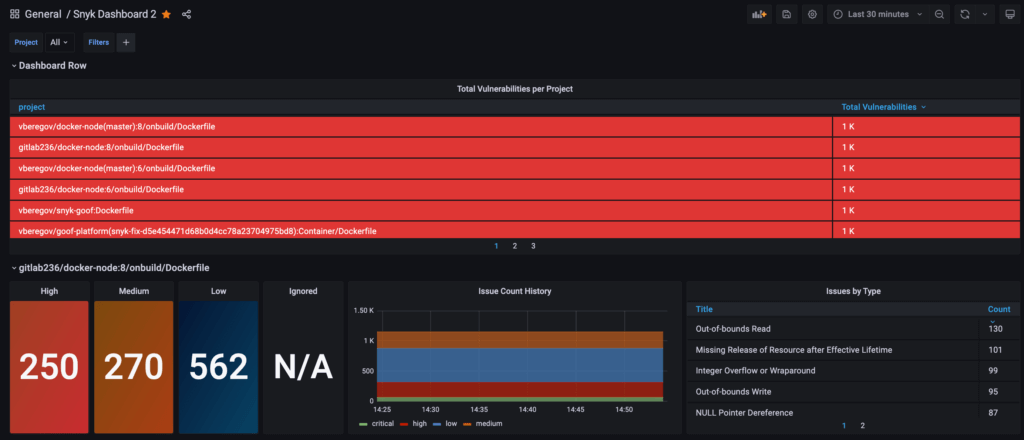 General / Snyk Dashboard 2
Last 30 minutes
Project All Filters +
Dashboard Row
Total Vulnerabilities per Project
project Total Vulnerabilities
vberegov/docker-node(master):8/onbuild/Dockerfile 1 K
gitlab236/docker-node:8/onbuild/Dockerfile 1 K
vberegov/docker-node(master):6/onbuild/Dockerfile 1 K
gitlab236/docker-node:6/onbuild/Dockerfile 1 K
vberegov/snyk-goof:Dockerfile 1 K
vberegov/goof-platform(snyk-fix-d5e454471d68b0d4cc78a23704975bd8):Container/Dockerfile 1 K
1 2 3
gitlab236/docker-node:8/onbuild/Dockerfile
High
250
Medium
270
Low
562
Ignored
N/A
Issue Count History
1.50 K
1 K
500
0
14:25 14:30 14:35 14:40 14:45 14:50
critical high low medium
Issues by Type
Title Count
Out-of-bounds Read 130
Missing Release of Resource after Effective Lifetime 101
Integer Overflow or Wraparound 99
Out-of-bounds Write 95
NULL Pointer Dereference 87
1 2